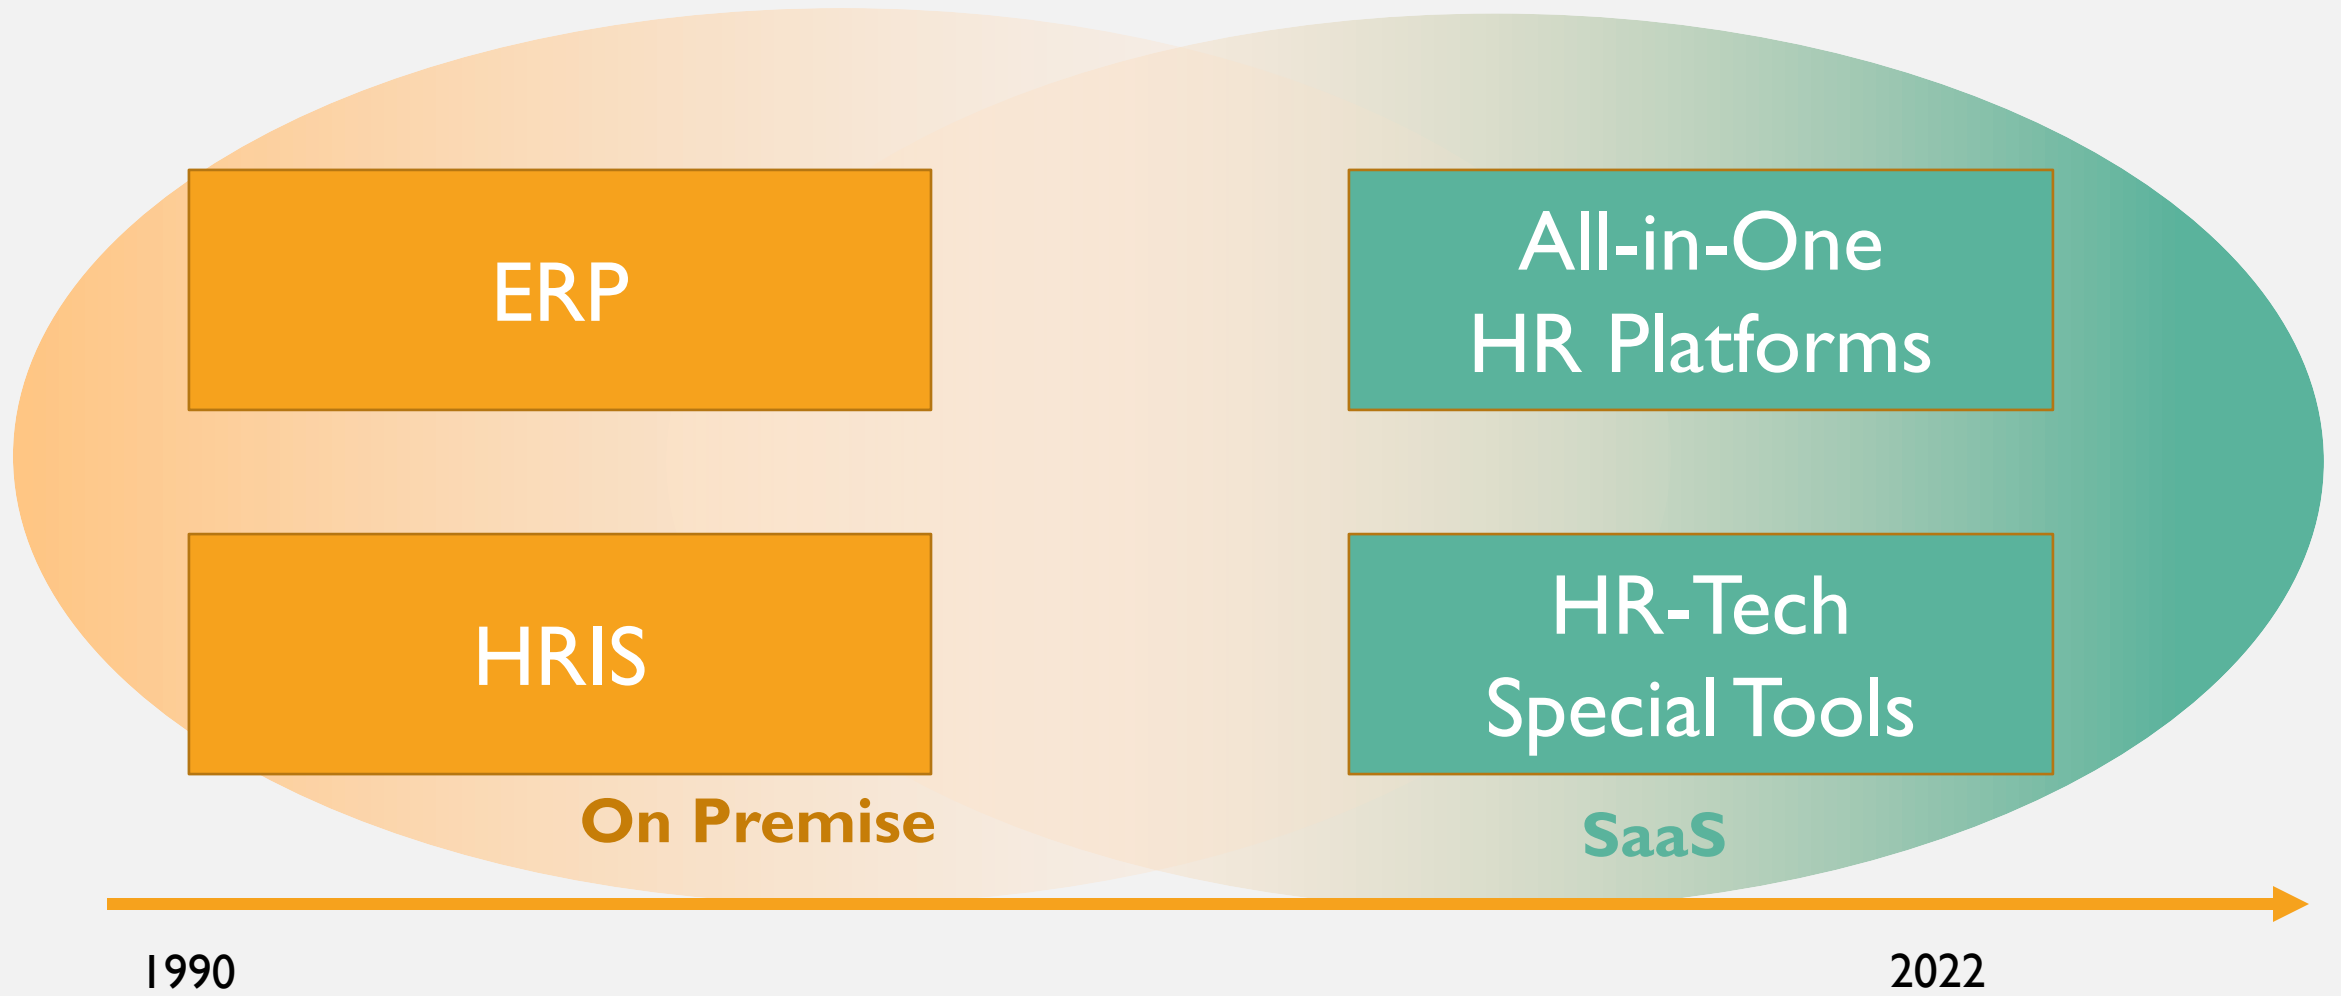 ERP
All-in-One
HR Platforms
HRIS
HR-Tech
Special Tools
On Premise
SaaS
1990
2022